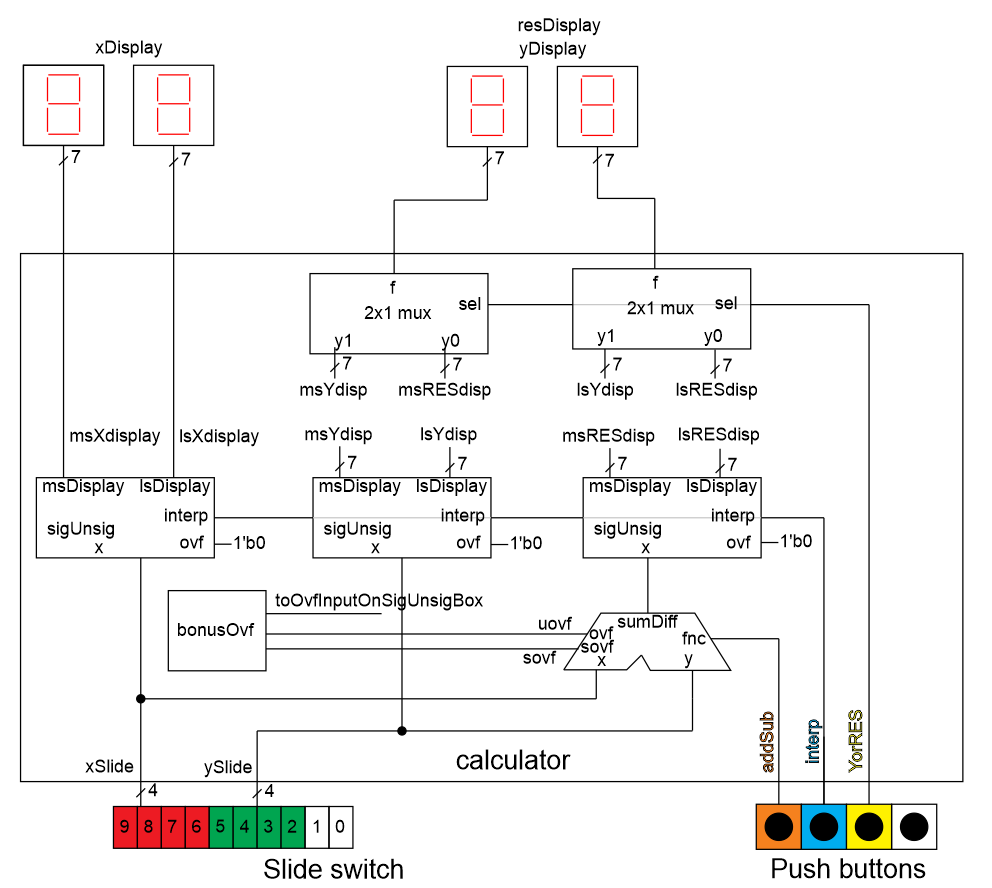 resDisplay
xDisplay
yDisplay
7
7
7
7
f
2x1 mux
sel
y1
y0
f
2x1 mux
sel
y1
y0
7
7
7
7
msYdisp
msRESdisp
lsYdisp
lsRESdisp
msXdisplay
lsXdisplay
msYdisp
lsYdisp
msRESdisp
lsRESdisp
7
7
7
7
msDisplay
lsDisplay
interp
sigUnsig
x
ovf
1'b0
msDisplay
lsDisplay
interp
sigUnsig
x
ovf
1'b0
msDisplay
lsDisplay
interp
sigUnsig
x
ovf
1'b0
toOvfInputOnSigUnsigBox
bonusOvf
uovf
sovf
sumDiff
ovf
sovf
fnc
x
y
addSub
interp
YorRES
calculator
xSlide
ySlide
4
4
9 8 7 6 5 4 3 2 1 0
Slide switch
Push buttons